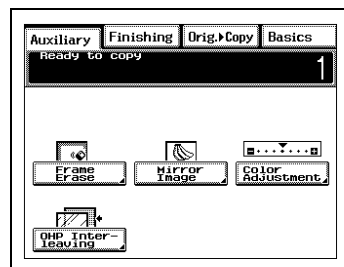 Auxiliary Finishing Orig.▸Copy Basics
Ready to copy
1
Frame
Erase
Mirror
Image
Color
Adjustment
OHP Inter-
leaving